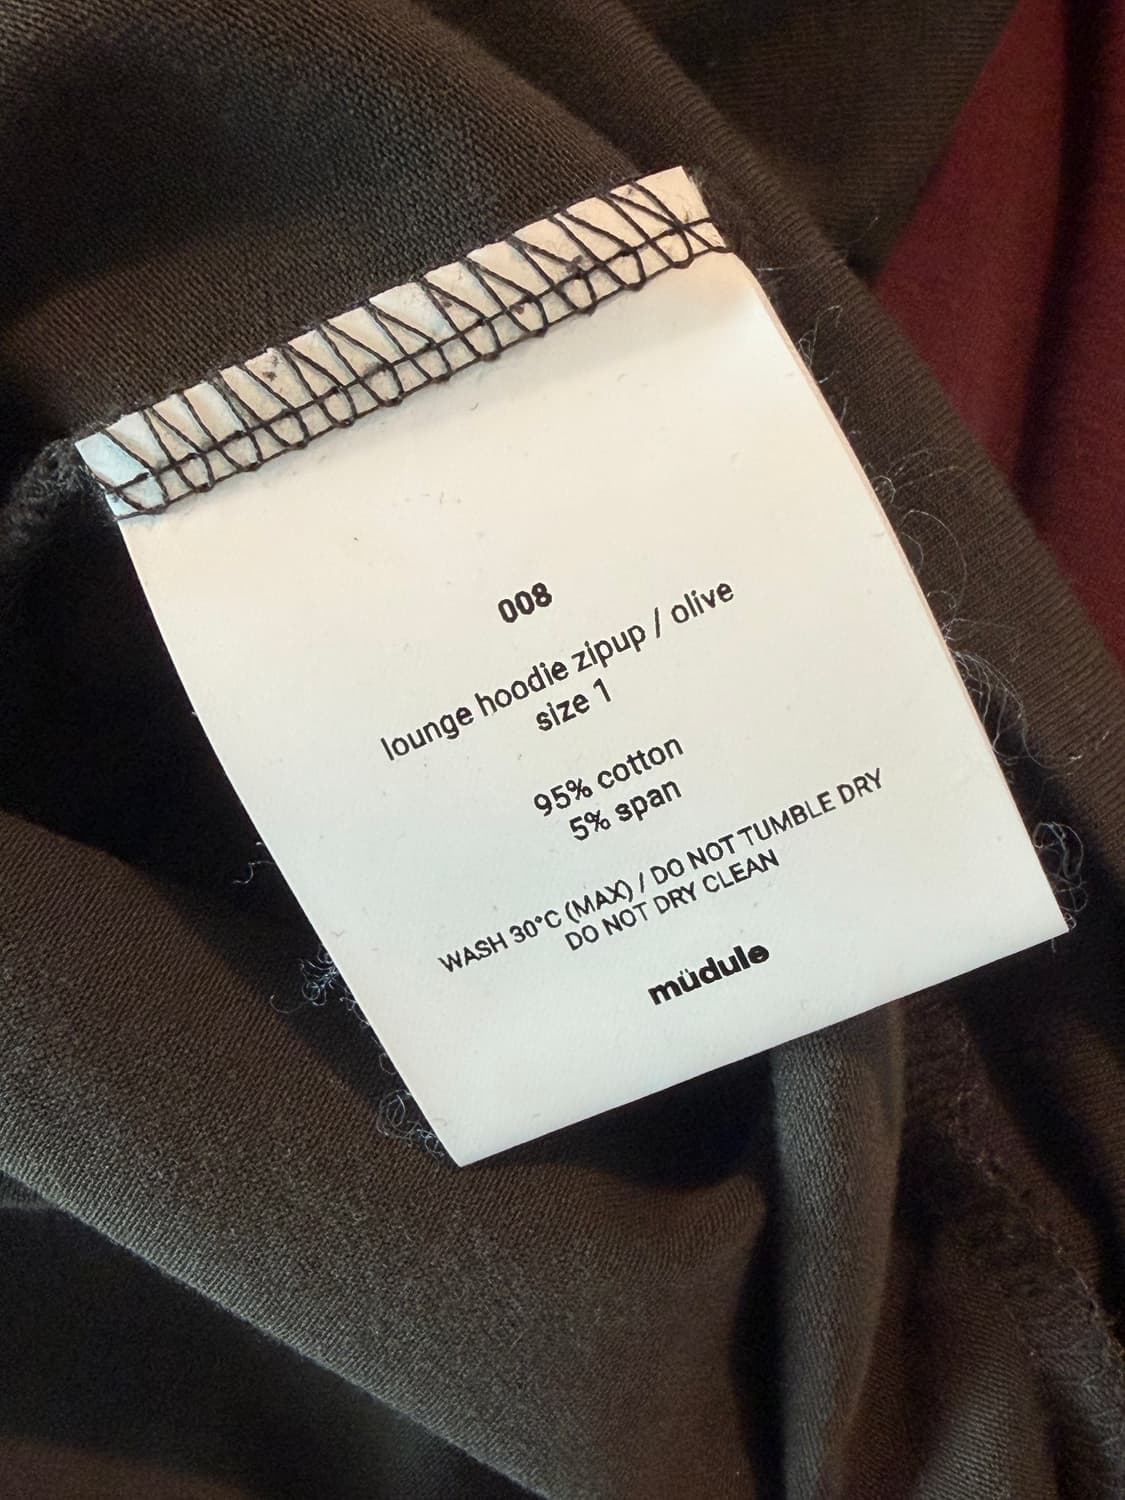 008
lounge hoodie zipup / olive
size 1
95% cotton
5% span
WASH 30°C (MAX) / DO NOT TUMBLE DRY
DO NOT DRY CLEAN
müdule